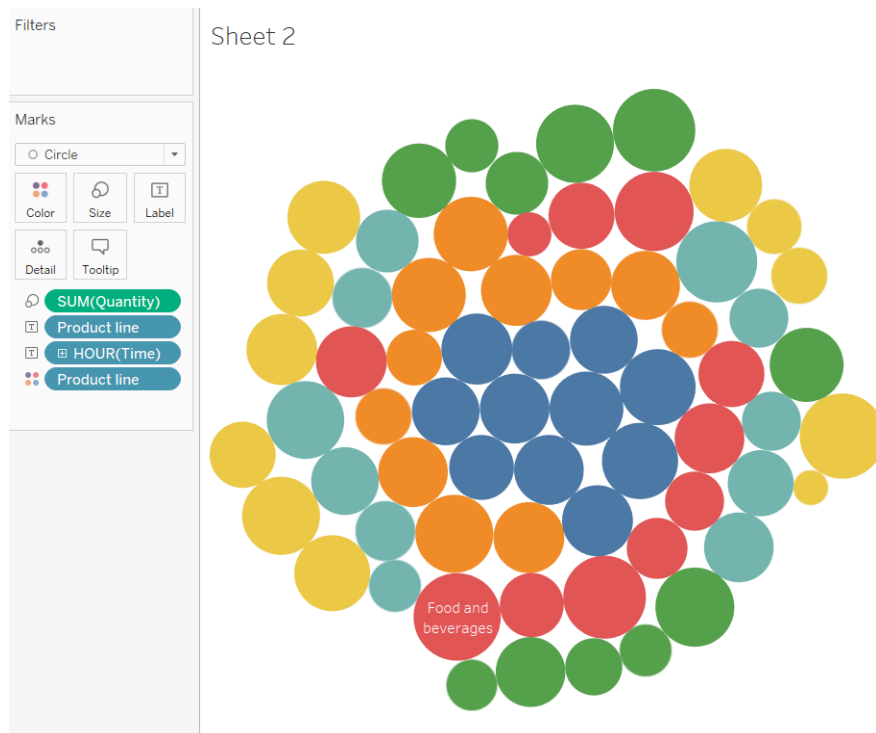 Filters
Sheet 2
Marks
Circle
Color
Size
Label
Detail
Tooltip
SUM(Quantity)
Product line
HOUR(Time)
Product line
Food and
beverages